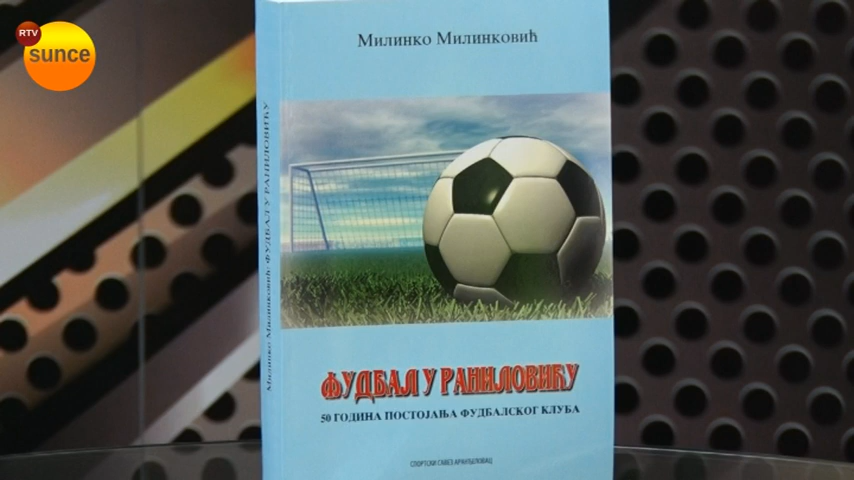 RTV
sunce
Милинко Милинковић
Милинко Милинковић ФУДБАЛ У РАНИЛОВИЋУ
ФУДБАЛ У РАНИЛОВИЋУ
50 ГОДИНА ПОСТОЈАЊА ФУДБАЛСКОГ КЛУБА
СПОРТСКИ САВЕЗ АРАНЂЕЛОВАЦ